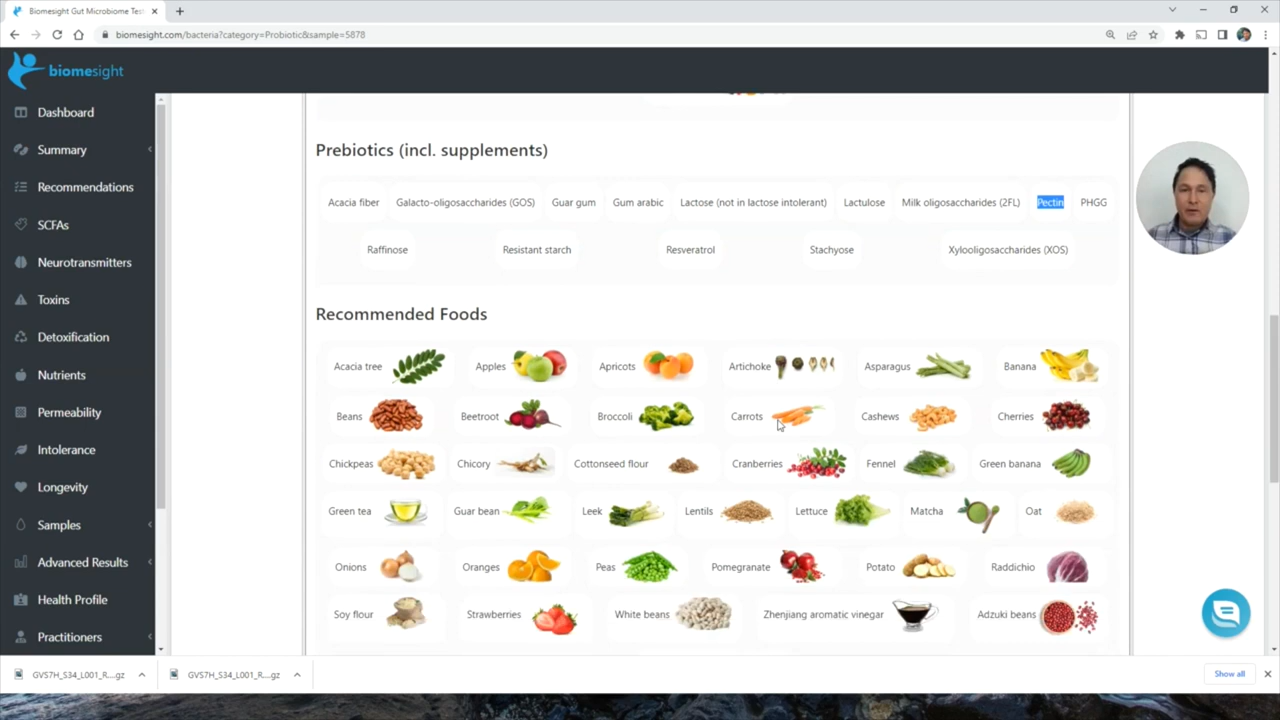 Biomesight Gut Microbiome Tes
biomesight.com/bacteria?category=Probiotic&sample=5878
biomesight
Dashboard
Summary
Recommendations
SCFAs
Neurotransmitters
Toxins
Detoxification
Nutrients
Permeability
Intolerance
Longevity
Samples
Advanced Results
Health Profile
Practitioners
Prebiotics (incl. supplements)
Acacia fiber Galacto-oligosaccharides (GOS) Guar gum Gum arabic Lactose (not in lactose intolerant) Lactulose Milk oligosaccharides (2FL) Pectin PHGG
Raffinose Resistant starch Resveratrol Stachyose Xylooligosaccharides (XOS)
Recommended Foods
Acacia tree Apples Apricots Artichoke Asparagus Banana
Beans Beetroot Broccoli Carrots Cashews Cherries
Chickpeas Chicory Cottonseed flour Cranberries Fennel Green banana
Green tea Guar bean Leek Lentils Lettuce Matcha Oat
Onions Oranges Peas Pomegranate Potato Raddichio
Soy flour Strawberries White beans Zhenjiang aromatic vinegar Adzuki beans
GVS7H_S34_L001_R....gz GVS7H_S34_L001_R....gz Show all